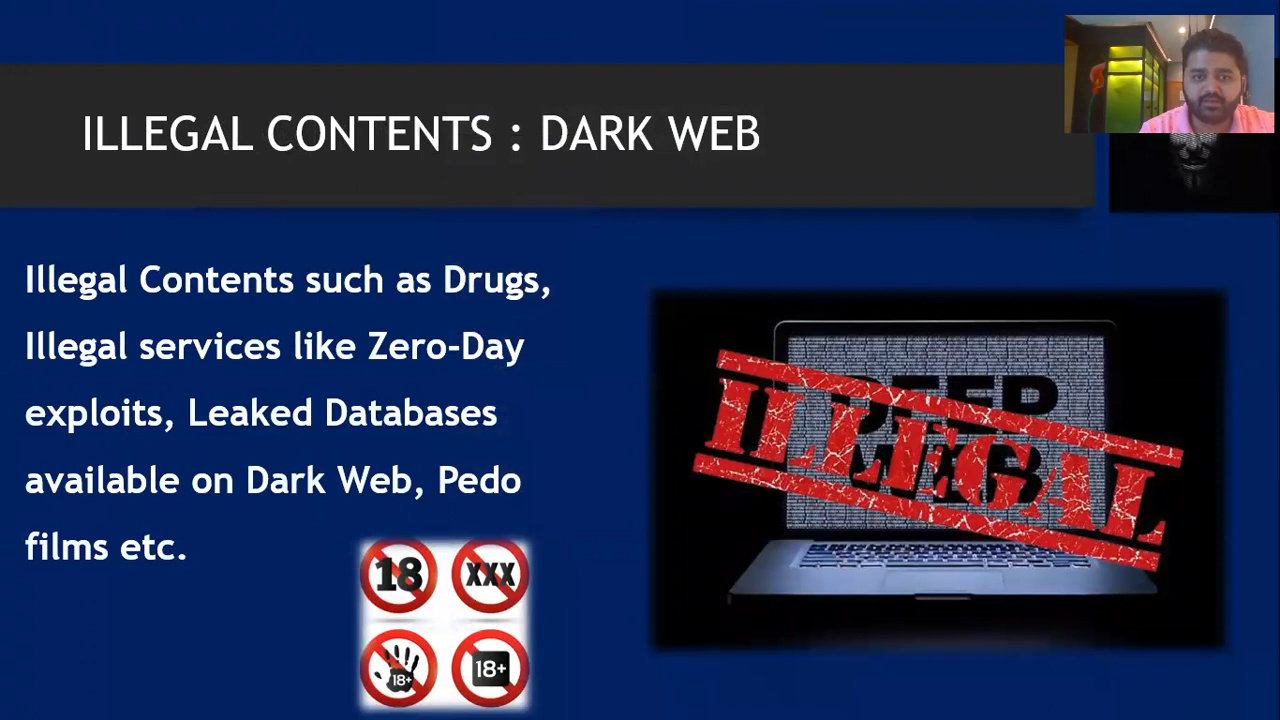 ILLEGAL CONTENTS : DARK WEB
Illegal Contents such as Drugs,
Illegal services like Zero-Day
exploits, Leaked Databases
available on Dark Web, Pedo
films etc.
18
XXX
18+
18+
ILLEGAL